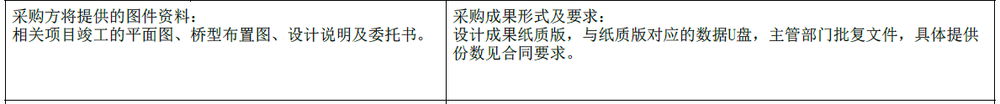 采购方将提供的图件资料：
相关项目竣工的平面图、桥型布置图、设计说明及委托书。
采购成果形式及要求：
设计成果纸质版，与纸质版对应的数据U盘，主管部门批复文件，具体提供
份数见合同要求。